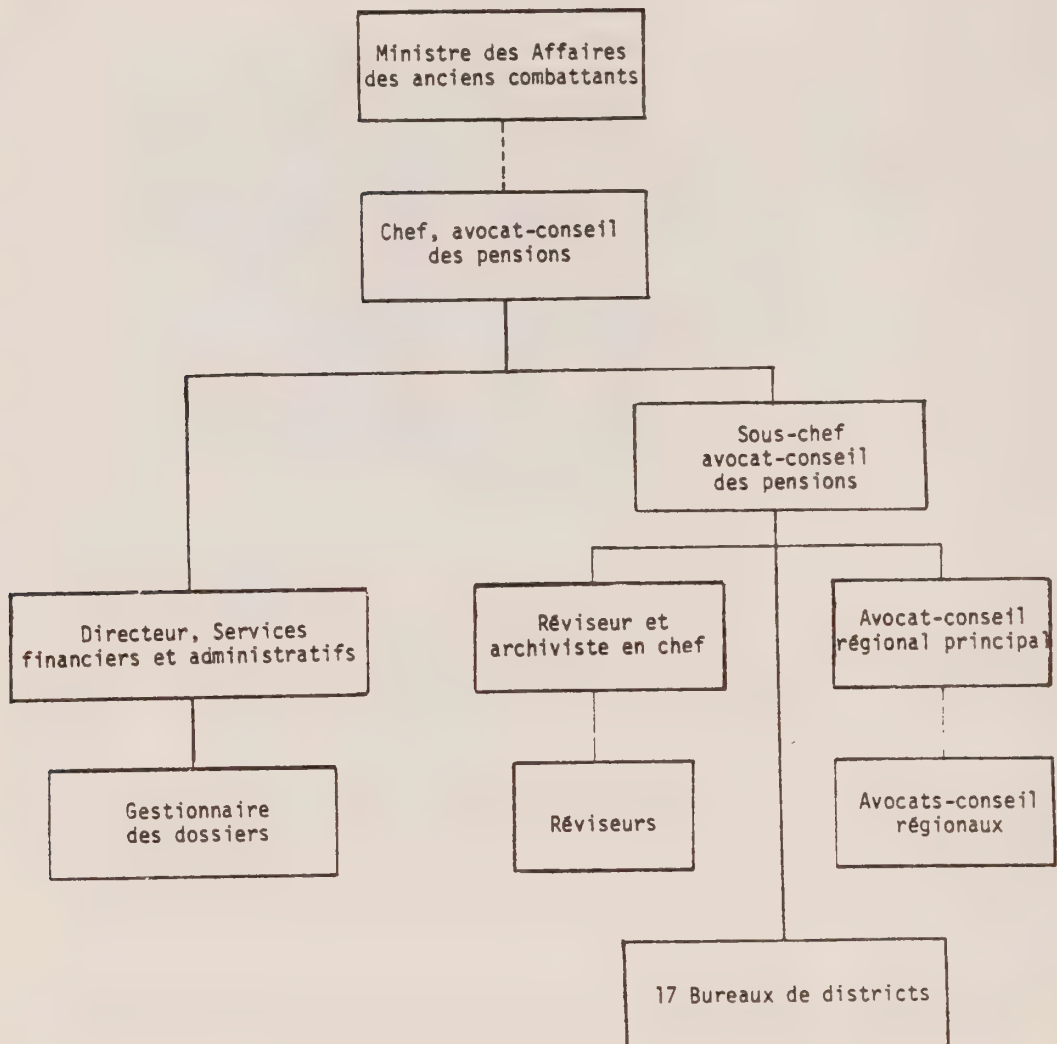 Ministre des Affaires
des anciens combattants
Chef, avocat-conseil
des pensions
Sous-chef
avocat-conseil
des pensions
Directeur, Services
financiers et administratifs
Réviseur et
archiviste en chef
Avocat-conseil
régional principal
Gestionnaire
des dossiers
Réviseurs
Avocats-conseil
régionaux
17 Bureaux de districts